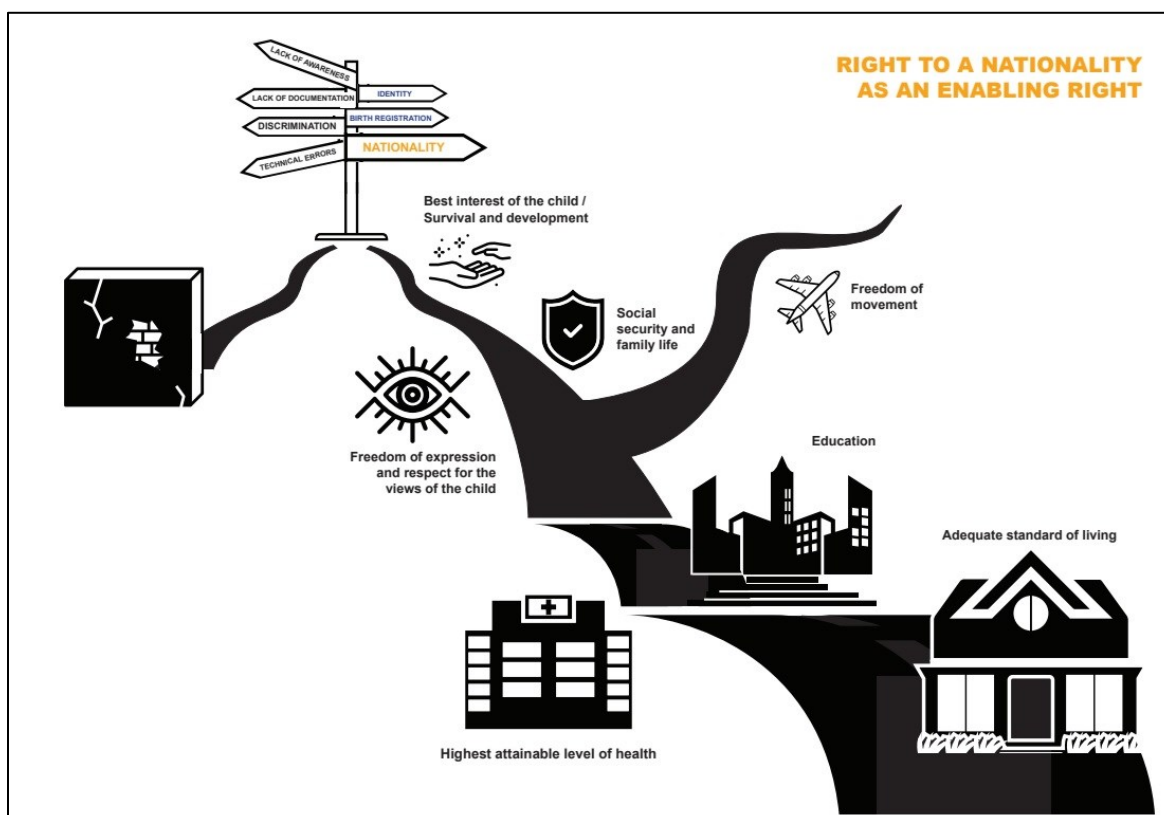 RIGHT TO A NATIONALITY
AS AN ENABLING RIGHT
LACK OF AWARENESS
LACK OF DOCUMENTATION
IDENTITY
DISCRIMINATION
BIRTH REGISTRATION
TECHNICAL ERRORS
NATIONALITY
Best interest of the child /
Survival and development
Social
security and
family life
Freedom of
movement
Freedom of expression
and respect for the
views of the child
Education
Adequate standard of living
Highest attainable level of health